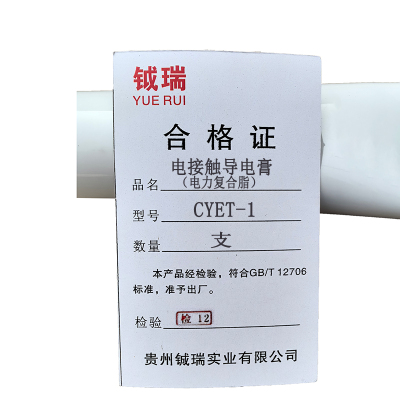 钺瑞
YUE RUI
合格证
品名 电接触导电膏
（电力复合脂）
型号 CYET-1
数量 支
本产品经检验，符合GB/T 12706
标准，准予出厂。
检验 检 12
贵州钺瑞实业有限公司